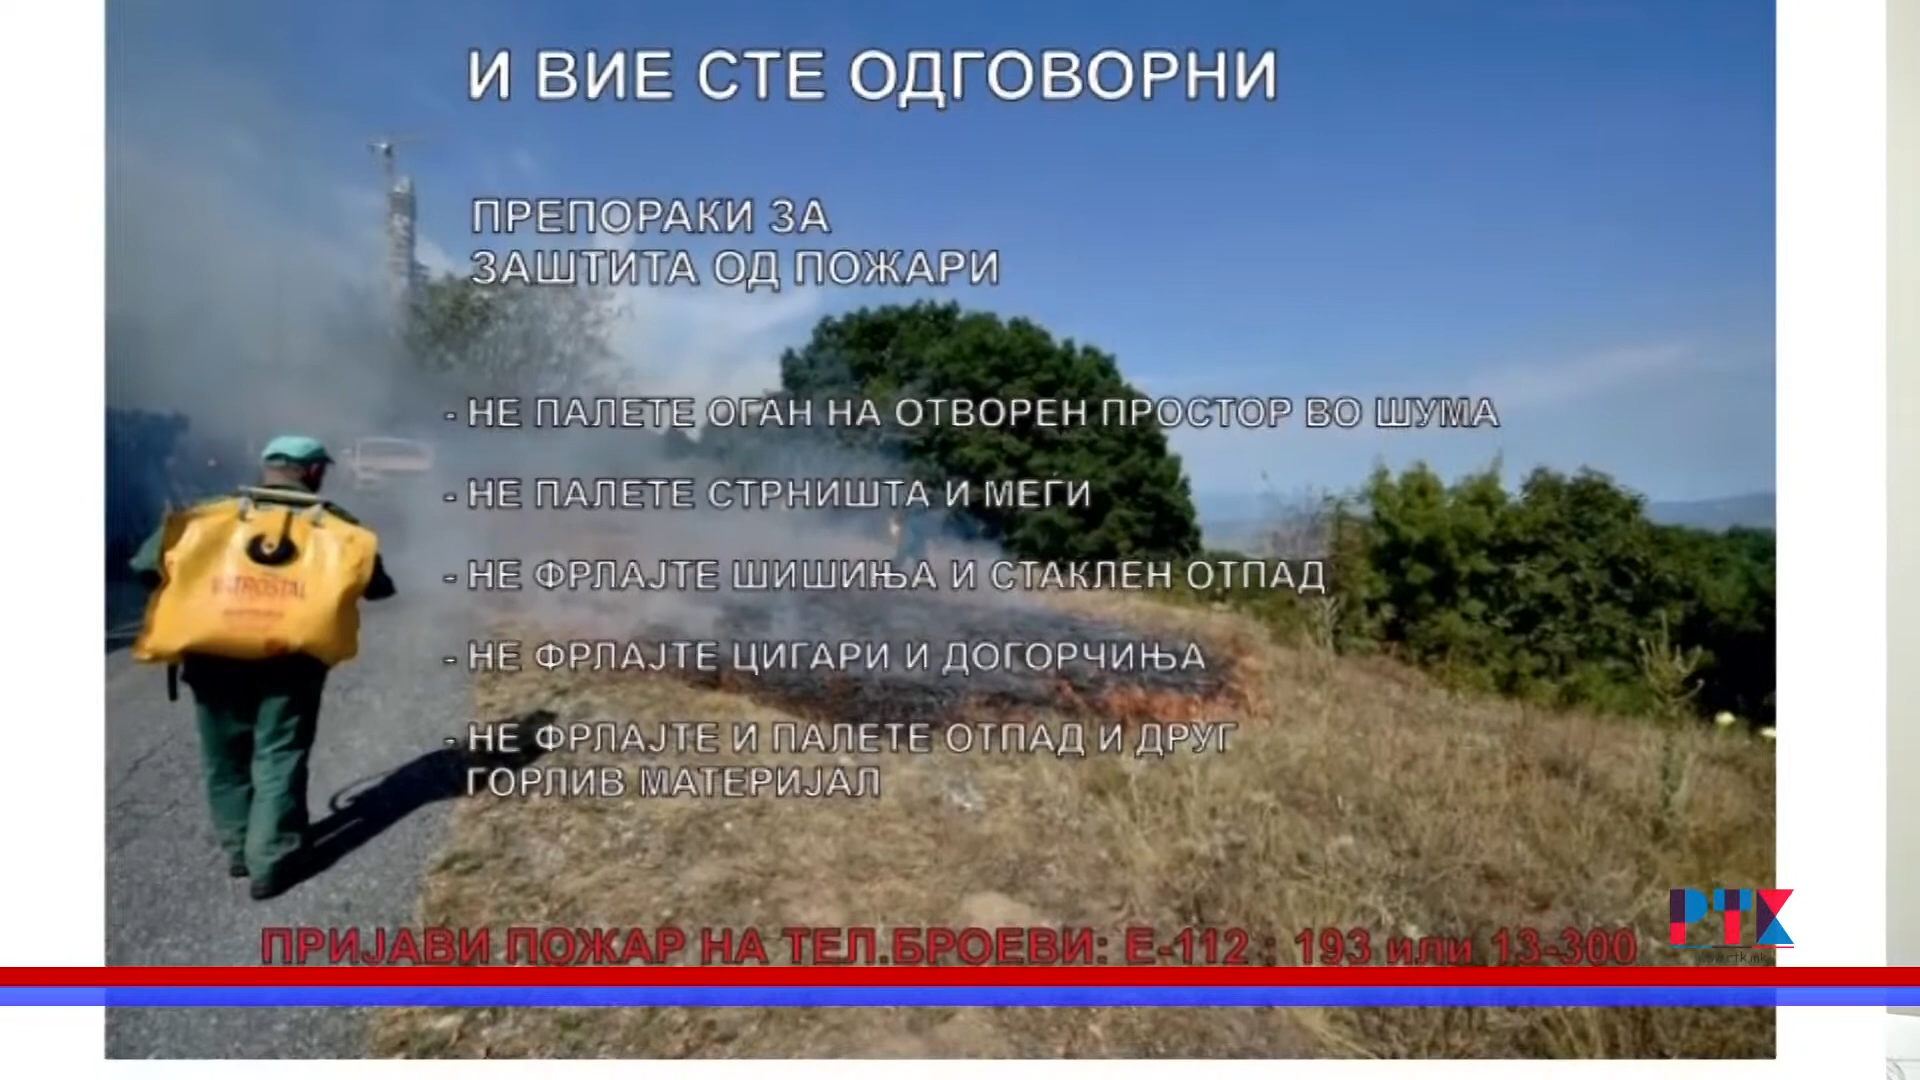 И ВИЕ СТЕ ОДГОВОРНИ
ПРЕПОРАКИ ЗА
ЗАШТИТА ОД ПОЖАРИ
- НЕ ПАЛЕТЕ ОГАН НА ОТВОРЕН ПРОСТОР ВО ШУМА
- НЕ ПАЛЕТЕ СТРНИШТА И МЕЃИ
- НЕ ФРЛАЈТЕ ШИШИЊА И СТАКЛЕН ОТПАД
- НЕ ФРЛАЈТЕ ЦИГАРИ И ДОГОРЧИЊА
- НЕ ФРЛАЈТЕ И ПАЛЕТЕ ОТПАД И ДРУГ
ГОРЛИВ МАТЕРИЈАЛ
ПРИЈАВИ ПОЖАР НА ТЕЛ.БРОЕВИ: Е-112 ; 193 или 13-300
РТК